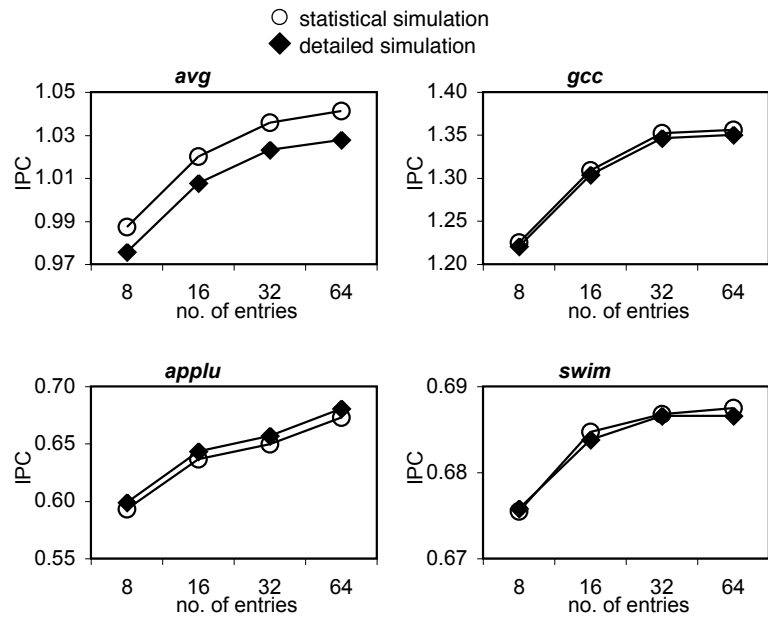 statistical simulation
detailed simulation
avg
1.05
1.03
1.01
0.99
0.97
IPC
8 16 32 64
no. of entries
gcc
1.40
1.35
1.30
1.25
1.20
IPC
8 16 32 64
no. of entries
applu
0.70
0.65
0.60
0.55
IPC
8 16 32 64
no. of entries
swim
0.69
0.68
0.67
IPC
8 16 32 64
no. of entries